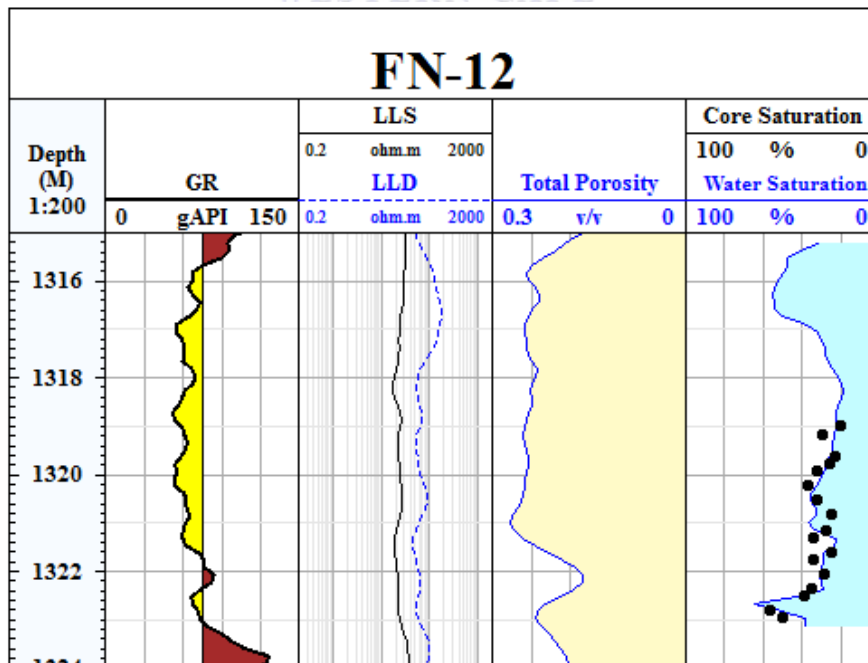 FN-12
Depth
(M)
1:200
GR
0 gAPI 150
LLS
0.2 ohm.m 2000
LLD
0.2 ohm.m 2000
Total Porosity
0.3 v/v 0
Core Saturation
100 % 0
Water Saturation
100 % 0
1316
1318
1320
1322